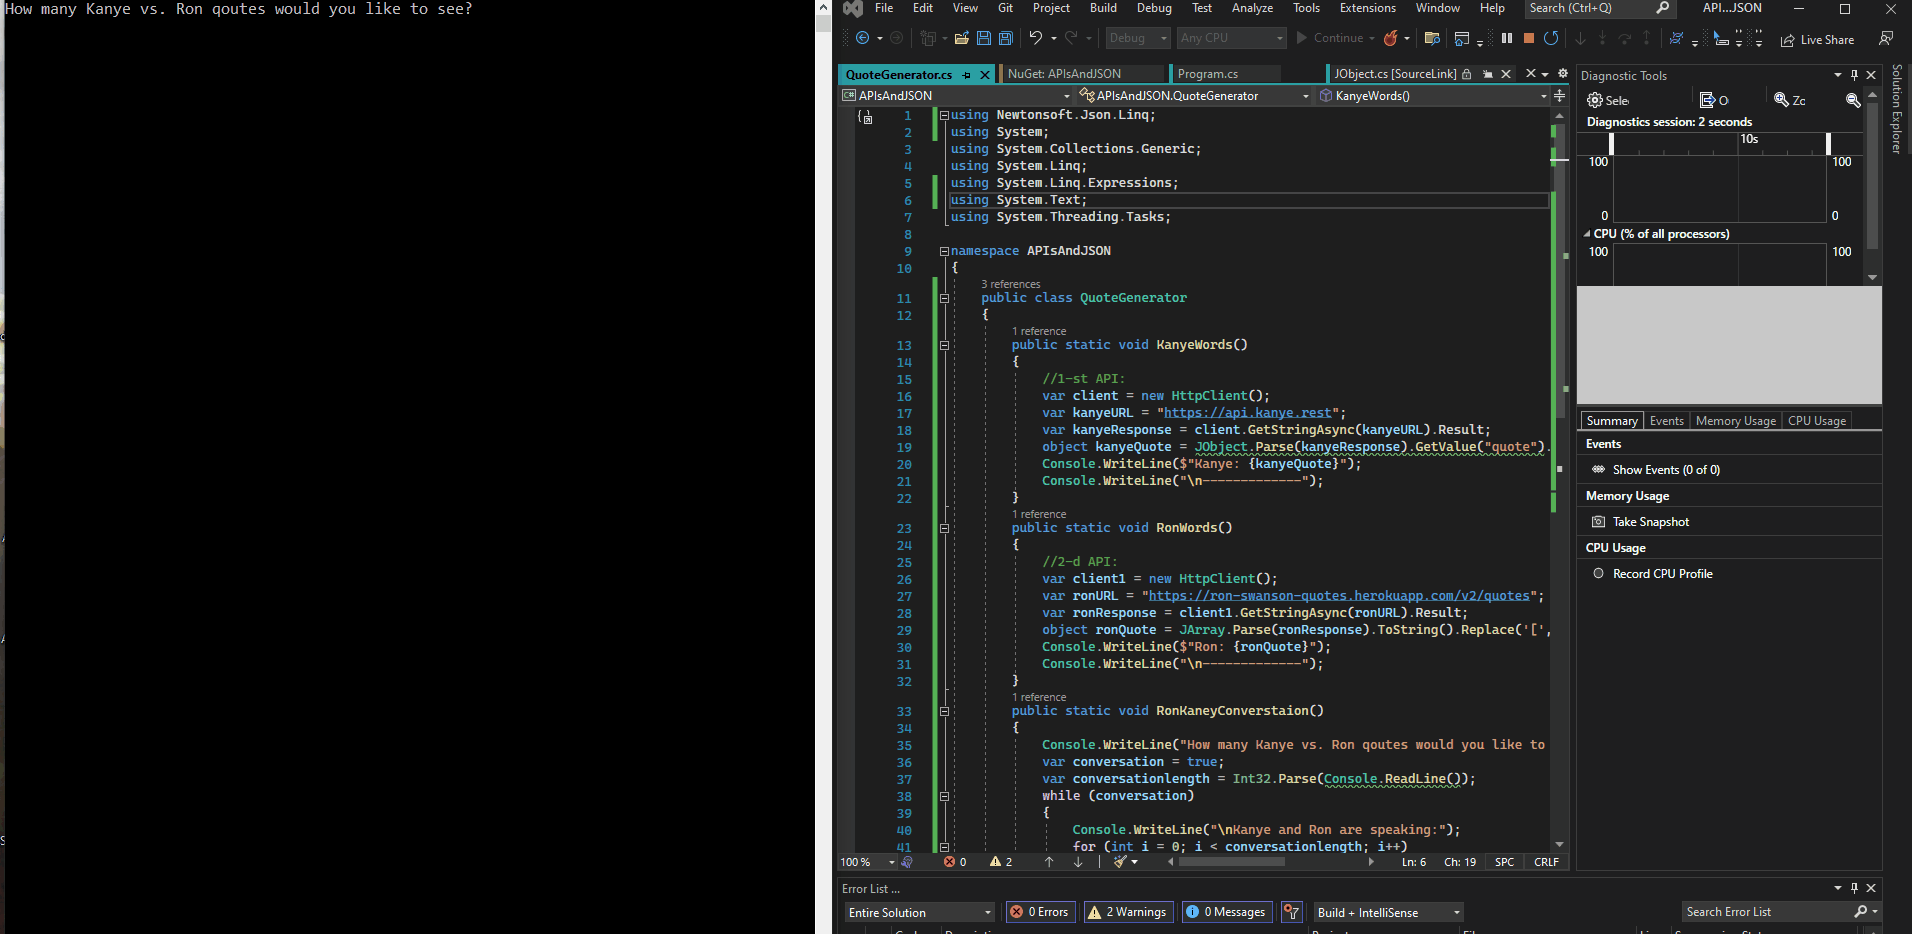 How many Kanye vs. Ron qoutes would you like to see?
File Edit View Git Project Build Debug Test Analyze Tools Extensions Window Help Search (Ctrl+Q) API...JSON
Debug Any CPU Continue Live Share
QuoteGenerator.cs NuGet: APIsAndJSON Program.cs JObject.cs [SourceLink]
C# APIsAndJSON APIsAndJSON.QuoteGenerator KanyeWords()
1 using Newtonsoft.Json.Linq;
2 using System;
3 using System.Collections.Generic;
4 using System.Linq;
5 using System.Linq.Expressions;
6 using System.Text;
7 using System.Threading.Tasks;
8
9 namespace APIsAndJSON
10 {
3 references
11 public class QuoteGenerator
12 {
1 reference
13 public static void KanyeWords()
14 {
15 //1-st API:
16 var client = new HttpClient();
17 var kanyeURL = "https://api.kanye.rest";
18 var kanyeResponse = client.GetStringAsync(kanyeURL).Result;
19 object kanyeQuote = JObject.Parse(kanyeResponse).GetValue("quote").
20 Console.WriteLine($"Kanye: {kanyeQuote}");
21 Console.WriteLine("\n-------------");
22 }
1 reference
23 public static void RonWords()
24 {
25 //2-d API:
26 var client1 = new HttpClient();
27 var ronURL = "https://ron-swanson-quotes.herokuapp.com/v2/quotes";
28 var ronResponse = client1.GetStringAsync(ronURL).Result;
29 object ronQuote = JArray.Parse(ronResponse).ToString().Replace('[',
30 Console.WriteLine($"Ron: {ronQuote}");
31 Console.WriteLine("\n-------------");
32 }
1 reference
33 public static void RonKaneyConverstaion()
34 {
35 Console.WriteLine("How many Kanye vs. Ron qoutes would you like to
36 var conversation = true;
37 var conversationlength = Int32.Parse(Console.ReadLine());
38 while (conversation)
39 {
40 Console.WriteLine("\nKanye and Ron are speaking:");
41 for (int i = 0; i < conversationlength; i++)
100 % 0 2 Ln: 6 Ch: 19 SPC CRLF
Diagnostic Tools
Sele O Zo
Diagnostics session: 2 seconds
10s
100 100
0 0
CPU (% of all processors)
100 100
Summary Events Memory Usage CPU Usage
Events
Show Events (0 of 0)
Memory Usage
Take Snapshot
CPU Usage
Record CPU Profile
Solution Explorer
Error List ...
Entire Solution 0 Errors 2 Warnings 0 Messages Build + IntelliSense Search Error List